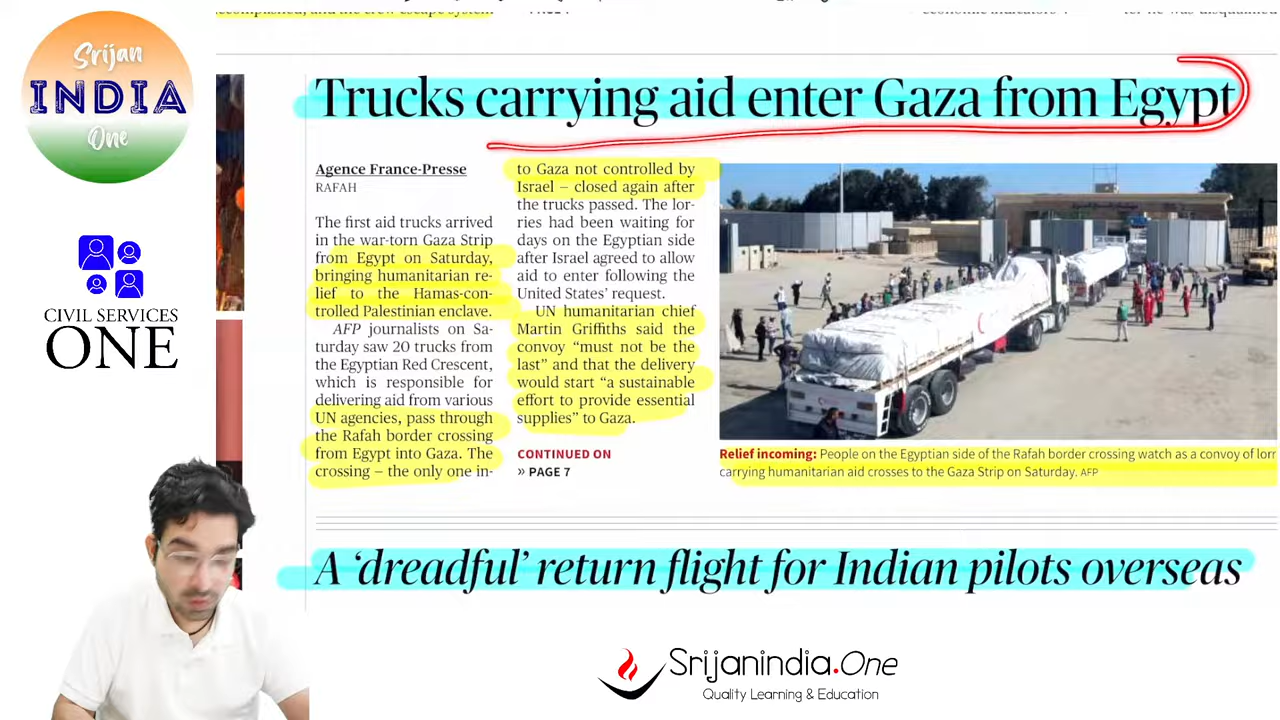 accomplished, and the crew escape system
Srijan
INDIA
One
CIVIL SERVICES
ONE
Trucks carrying aid enter Gaza from Egypt
Agence France-Presse
RAFAH
The first aid trucks arrived
in the war-torn Gaza Strip
from Egypt on Saturday,
bringing humanitarian re-
lief to the Hamas-con-
trolled Palestinian enclave.
AFP journalists on Sa-
turday saw 20 trucks from
the Egyptian Red Crescent,
which is responsible for
delivering aid from various
UN agencies, pass through
the Rafah border crossing
from Egypt into Gaza. The
crossing – the only one in-
to Gaza not controlled by
Israel – closed again after
the trucks passed. The lor-
ries had been waiting for
days on the Egyptian side
after Israel agreed to allow
aid to enter following the
United States' request.
UN humanitarian chief
Martin Griffiths said the
convoy “must not be the
last” and that the delivery
would start “a sustainable
effort to provide essential
supplies” to Gaza.
CONTINUED ON
» PAGE 7
Relief incoming: People on the Egyptian side of the Rafah border crossing watch as a convoy of lorr
carrying humanitarian aid crosses to the Gaza Strip on Saturday. AFP
A ‘dreadful’ return flight for Indian pilots overseas
Srijanindia.One
Quality Learning & Education